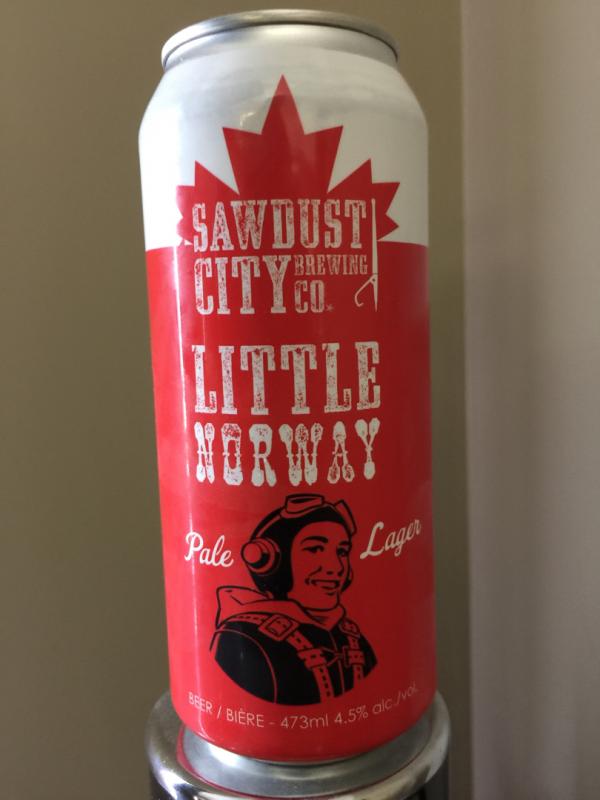 SAWDUST
CITY BREWING CO.
LITTLE
NORWAY
Pale Lager
BEER / BIÈRE - 473ml 4.5% alc./vol.